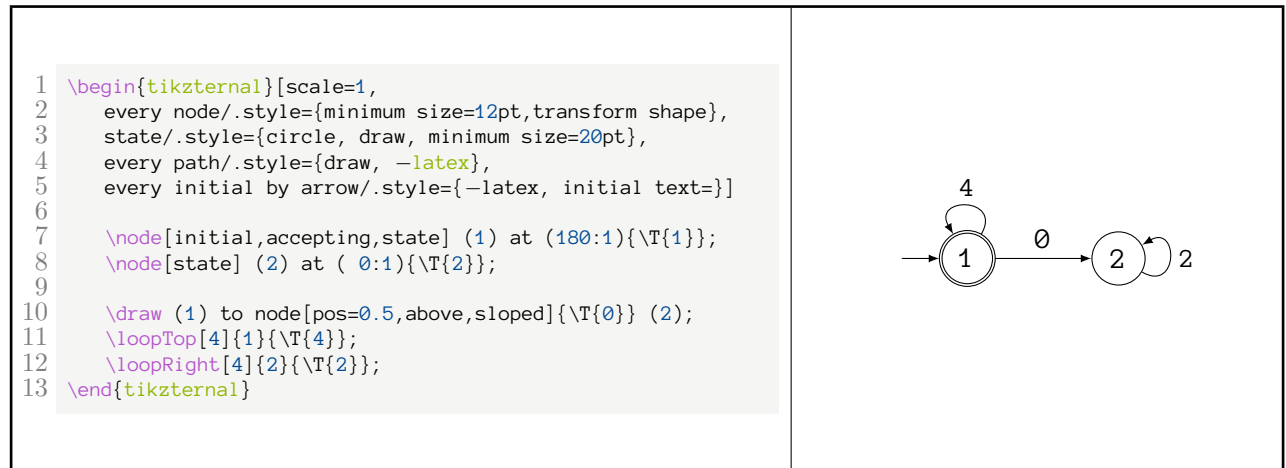 1 \begin{tikzternal}[scale=1,
2 every node/.style={minimum size=12pt,transform shape},
3 state/.style={circle, draw, minimum size=20pt},
4 every path/.style={draw, −latex},
5 every initial by arrow/.style={−latex, initial text=}]
6
7 \node[initial,accepting,state] (1) at (180:1){\T{1}};
8 \node[state] (2) at ( 0:1){\T{2}};
9
10 \draw (1) to node[pos=0.5,above,sloped]{\T{0}} (2);
11 \loopTop[4]{1}{\T{4}};
12 \loopRight[4]{2}{\T{2}};
13 \end{tikzternal}
4
0
1
2
2